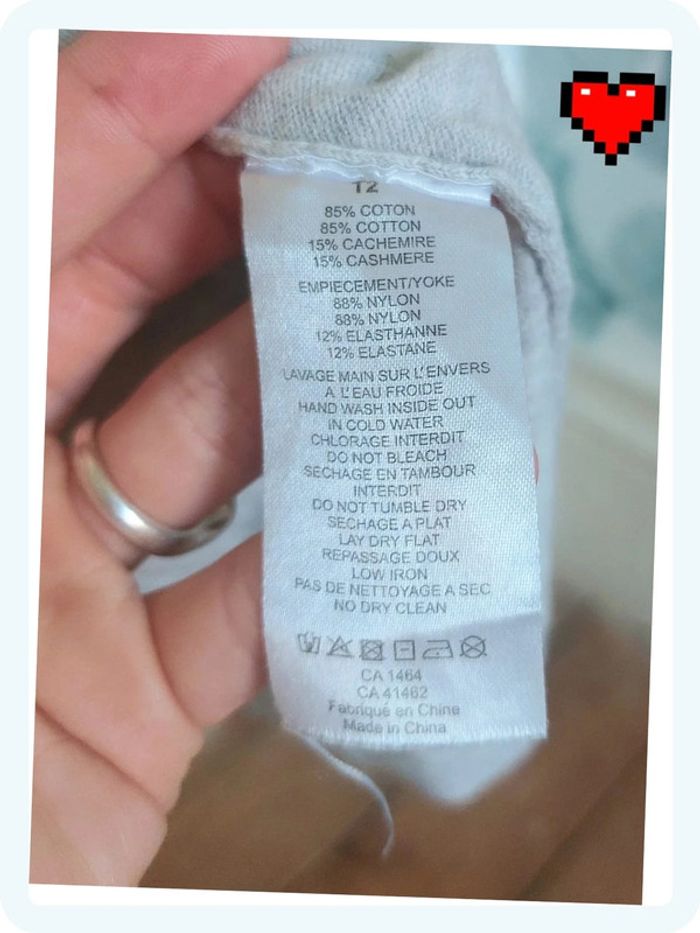 T2
85% COTON
85% COTTON
15% CACHEMIRE
15% CASHMERE
EMPIECEMENT/YOKE
88% NYLON
88% NYLON
12% ELASTHANNE
12% ELASTANE
LAVAGE MAIN SUR L'ENVERS
A L'EAU FROIDE
HAND WASH INSIDE OUT
IN COLD WATER
CHLORAGE INTERDIT
DO NOT BLEACH
SECHAGE EN TAMBOUR
INTERDIT
DO NOT TUMBLE DRY
SECHAGE A PLAT
LAY DRY FLAT
REPASSAGE DOUX
LOW IRON
PAS DE NETTOYAGE A SEC
NO DRY CLEAN
CA 1464
CA 41462
Fabriqué en Chine
Made in China